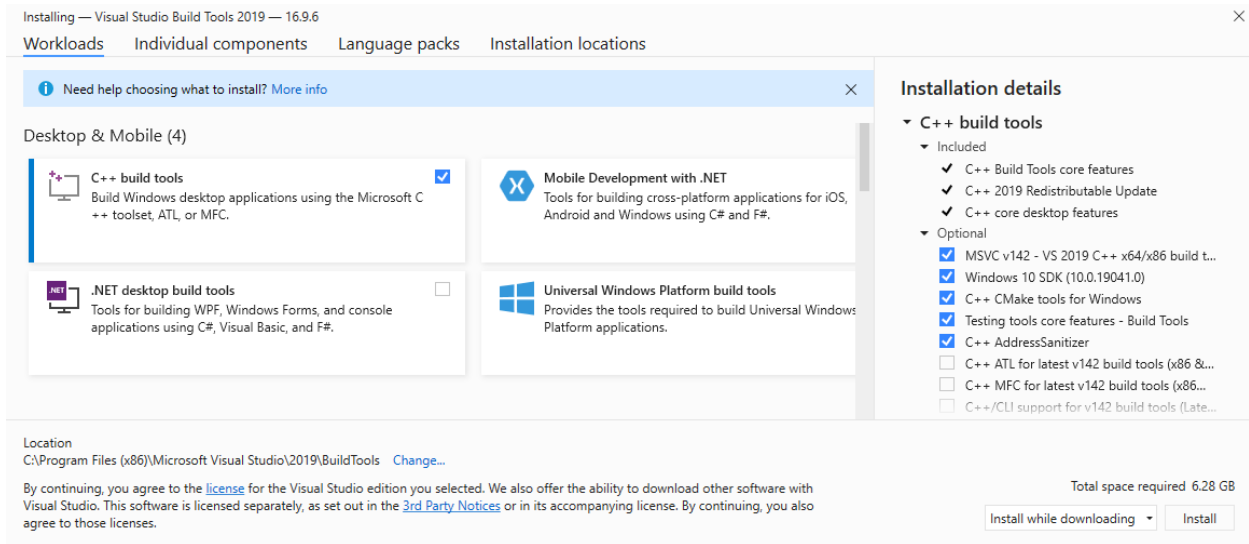 Installing — Visual Studio Build Tools 2019 — 16.9.6
Workloads Individual components Language packs Installation locations
Need help choosing what to install? More info
Desktop & Mobile (4)
C++ build tools
Build Windows desktop applications using the Microsoft C
++ toolset, ATL, or MFC.
Mobile Development with .NET
Tools for building cross-platform applications for iOS,
Android and Windows using C# and F#.
.NET
.NET desktop build tools
Tools for building WPF, Windows Forms, and console
applications using C#, Visual Basic, and F#.
Universal Windows Platform build tools
Provides the tools required to build Universal Windows
Platform applications.
Installation details
C++ build tools
Included
C++ Build Tools core features
C++ 2019 Redistributable Update
C++ core desktop features
Optional
MSVC v142 - VS 2019 C++ x64/x86 build t...
Windows 10 SDK (10.0.19041.0)
C++ CMake tools for Windows
Testing tools core features - Build Tools
C++ AddressSanitizer
C++ ATL for latest v142 build tools (x86 &...
C++ MFC for latest v142 build tools (x86...
C++/CLI support for v142 build tools (Late...
Location
C:\Program Files (x86)\Microsoft Visual Studio\2019\BuildTools Change...
By continuing, you agree to the license for the Visual Studio edition you selected. We also offer the ability to download other software with
Visual Studio. This software is licensed separately, as set out in the 3rd Party Notices or in its accompanying license. By continuing, you also
agree to those licenses.
Total space required 6.28 GB
Install while downloading Install